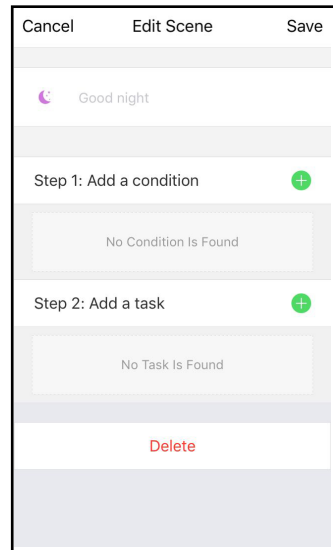 Cancel Edit Scene Save
Good night
Step 1: Add a condition
No Condition Is Found
Step 2: Add a task
No Task Is Found
Delete